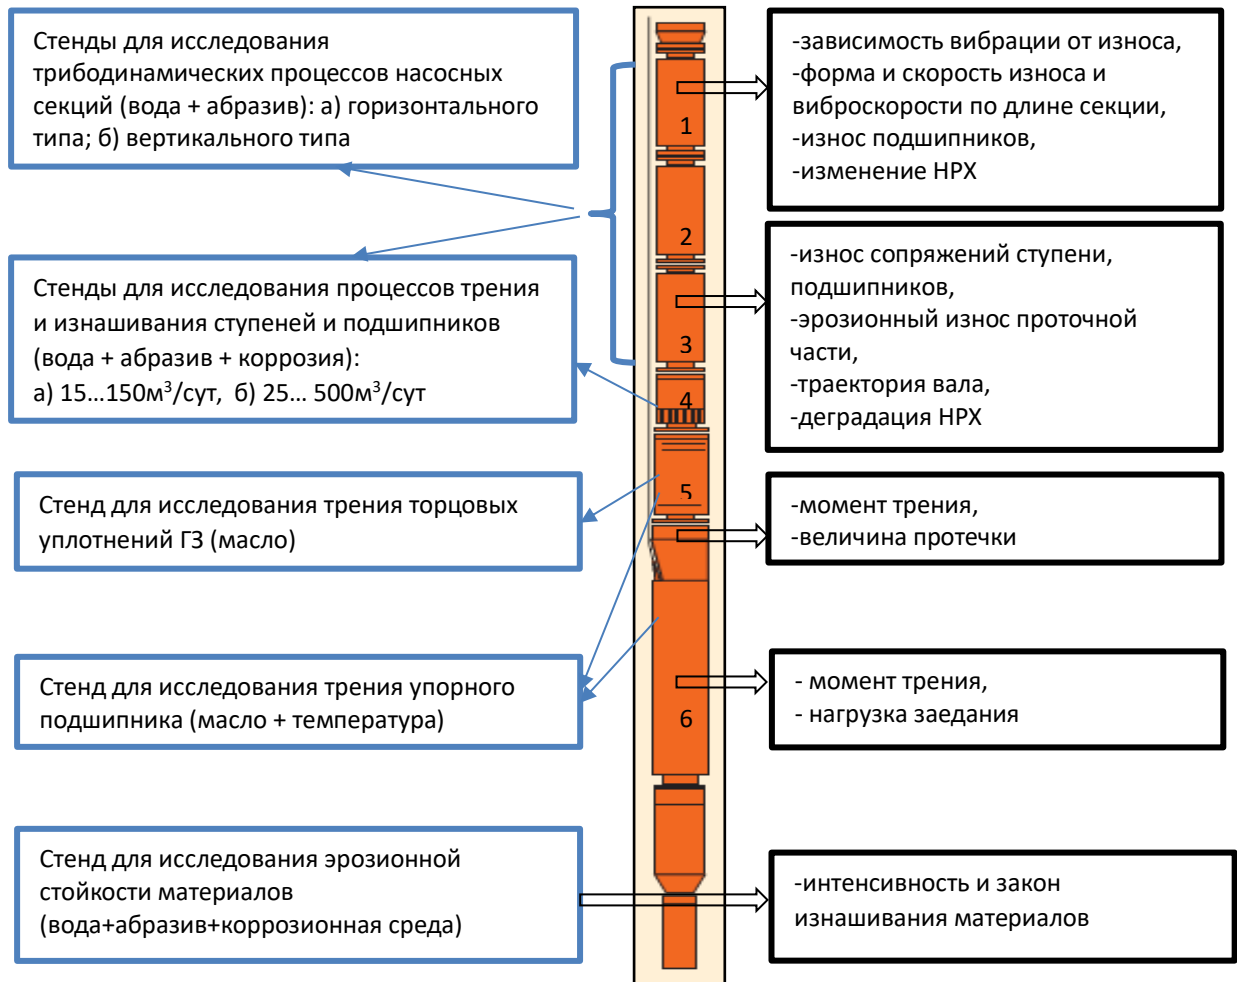 Стенды для исследования
трибодинамических процессов насосных
секций (вода + абразив): а) горизонтального
типа; б) вертикального типа
Стенды для исследования процессов трения
и изнашивания ступеней и подшипников
(вода + абразив + коррозия):
а) 15…150м³/сут, б) 25… 500м³/сут
Стенд для исследования трения торцовых
уплотнений ГЗ (масло)
Стенд для исследования трения упорного
подшипника (масло + температура)
Стенд для исследования эрозионной
стойкости материалов
(вода+абразив+коррозионная среда)
1
2
3
4
5
6
-зависимость вибрации от износа,
-форма и скорость износа и
виброскорости по длине секции,
-износ подшипников,
-изменение НРХ
-износ сопряжений ступени,
подшипников,
-эрозионный износ проточной
части,
-траектория вала,
-деградация НРХ
-момент трения,
-величина протечки
- момент трения,
- нагрузка заедания
-интенсивность и закон
изнашивания материалов